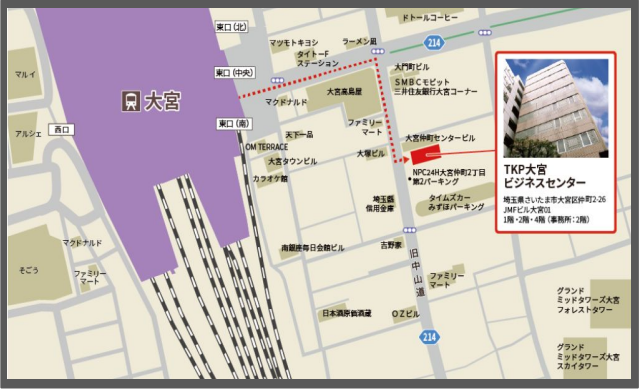 ドトールコーヒー
東口（北）
214
マツモトキヨシ
ラーメン凪
タイトーF
ステーション
大門町ビル
マルイ
東口（中央）
SMBCモビット
三井住友銀行大宮コーナー
大宮高島屋
大宮
マクドナルド
ファミリー
マート
東口（南）
アルシェ
西口
天下一品
大宮仲町センタービル
OM TERRACE
大塚ビル
大宮タウンビル
カラオケ館
NPC24H大宮仲町2丁目
第2パーキング
TKP大宮
ビジネスセンター
埼玉県さいたま市大宮区仲町2-26
JMFビル大宮01
1階・2階・4階（事務所：2階）
埼玉縣
信用金庫
タイムズカー
みずほパーキング
マクドナルド
南銀座毎日会館ビル
吉野家
旧中山道
そごう
ファミリー
マート
ファミリー
マート
グランド
ミッドタワーズ大宮
フォレストタワー
日本酒原価酒蔵
OZビル
214
グランド
ミッドタワーズ大宮
スカイタワー